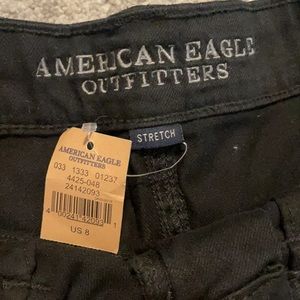 AMERICAN EAGLE
OUTFITTERS
STRETCH
AMERICAN EAGLE
OUTFITTERS
033 1333 01237
4425-048
24142093
US 8